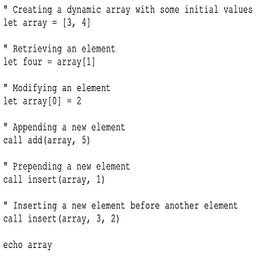 " Creating a dynamic array with some initial values
let array = [3, 4]
" Retrieving an element
let four = array[1]
" Modifying an element
let array[0] = 2
" Appending a new element
call add(array, 5)
" Prepending a new element
call insert(array, 1)
" Inserting a new element before another element
call insert(array, 3, 2)
echo array